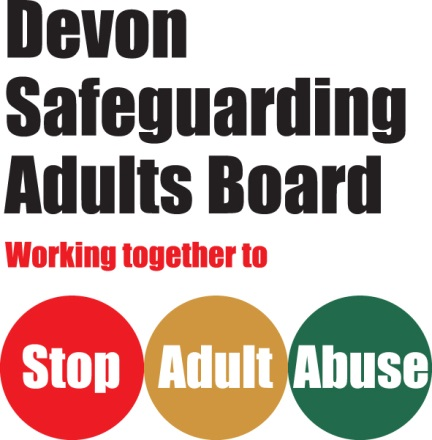 Devon
Safeguarding
Adults Board
Working together to
Stop Adult Abuse